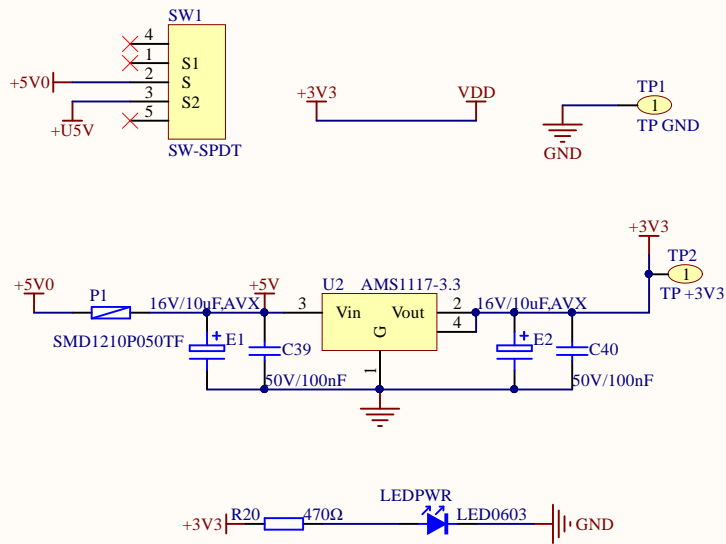 SW1
4
1
S1
+5V0
2
S
3
S2
+U5V
5
SW-SPDT
+3V3
VDD
TP1
1
TP GND
GND
+3V3
TP2
1
TP +3V3
+5V0
P1
SMD1210P050TF
16V/10uF,AVX
+5V
E1
C39
50V/100nF
U2
AMS1117-3.3
3
Vin
Vout
2
4
G
1
16V/10uF,AVX
E2
C40
50V/100nF
LEDPWR
+3V3
R20
470Ω
LED0603
GND